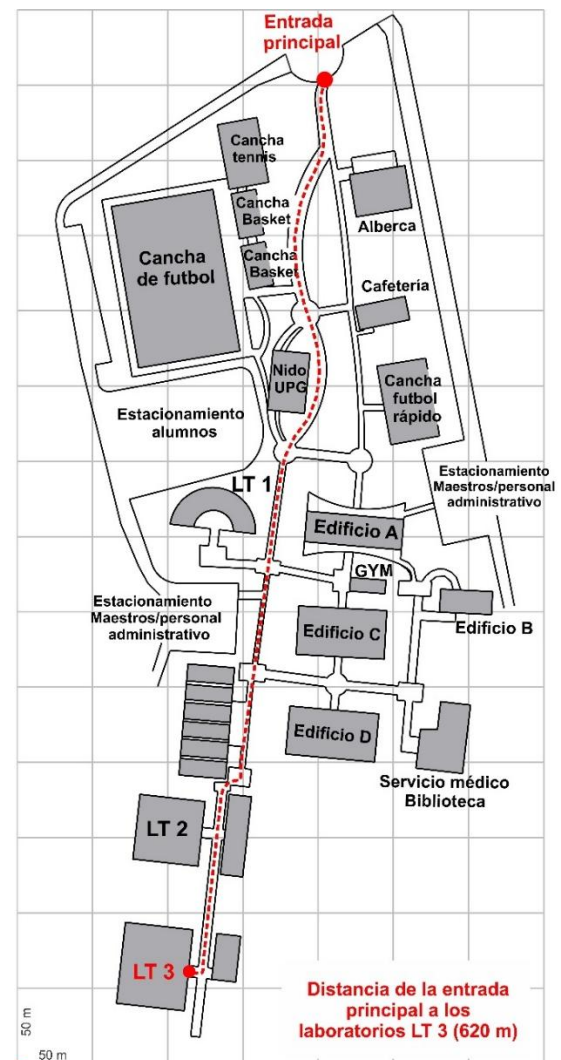 Entrada
principal
Cancha
tennis
Cancha
Basket
Cancha
Basket
Cancha
de futbol
Alberca
Cafetería
Nido
UPG
Cancha
futbol
rápido
Estacionamiento
alumnos
LT 1
Estacionamiento
Maestros/personal
administrativo
Edificio A
GYM
Edificio B
Estacionamiento
Maestros/personal
administrativo
Edificio C
Edificio D
Servicio médico
Biblioteca
LT 2
LT 3
Distancia de la entrada
principal a los
laboratorios LT 3 (620 m)
50 m
50 m